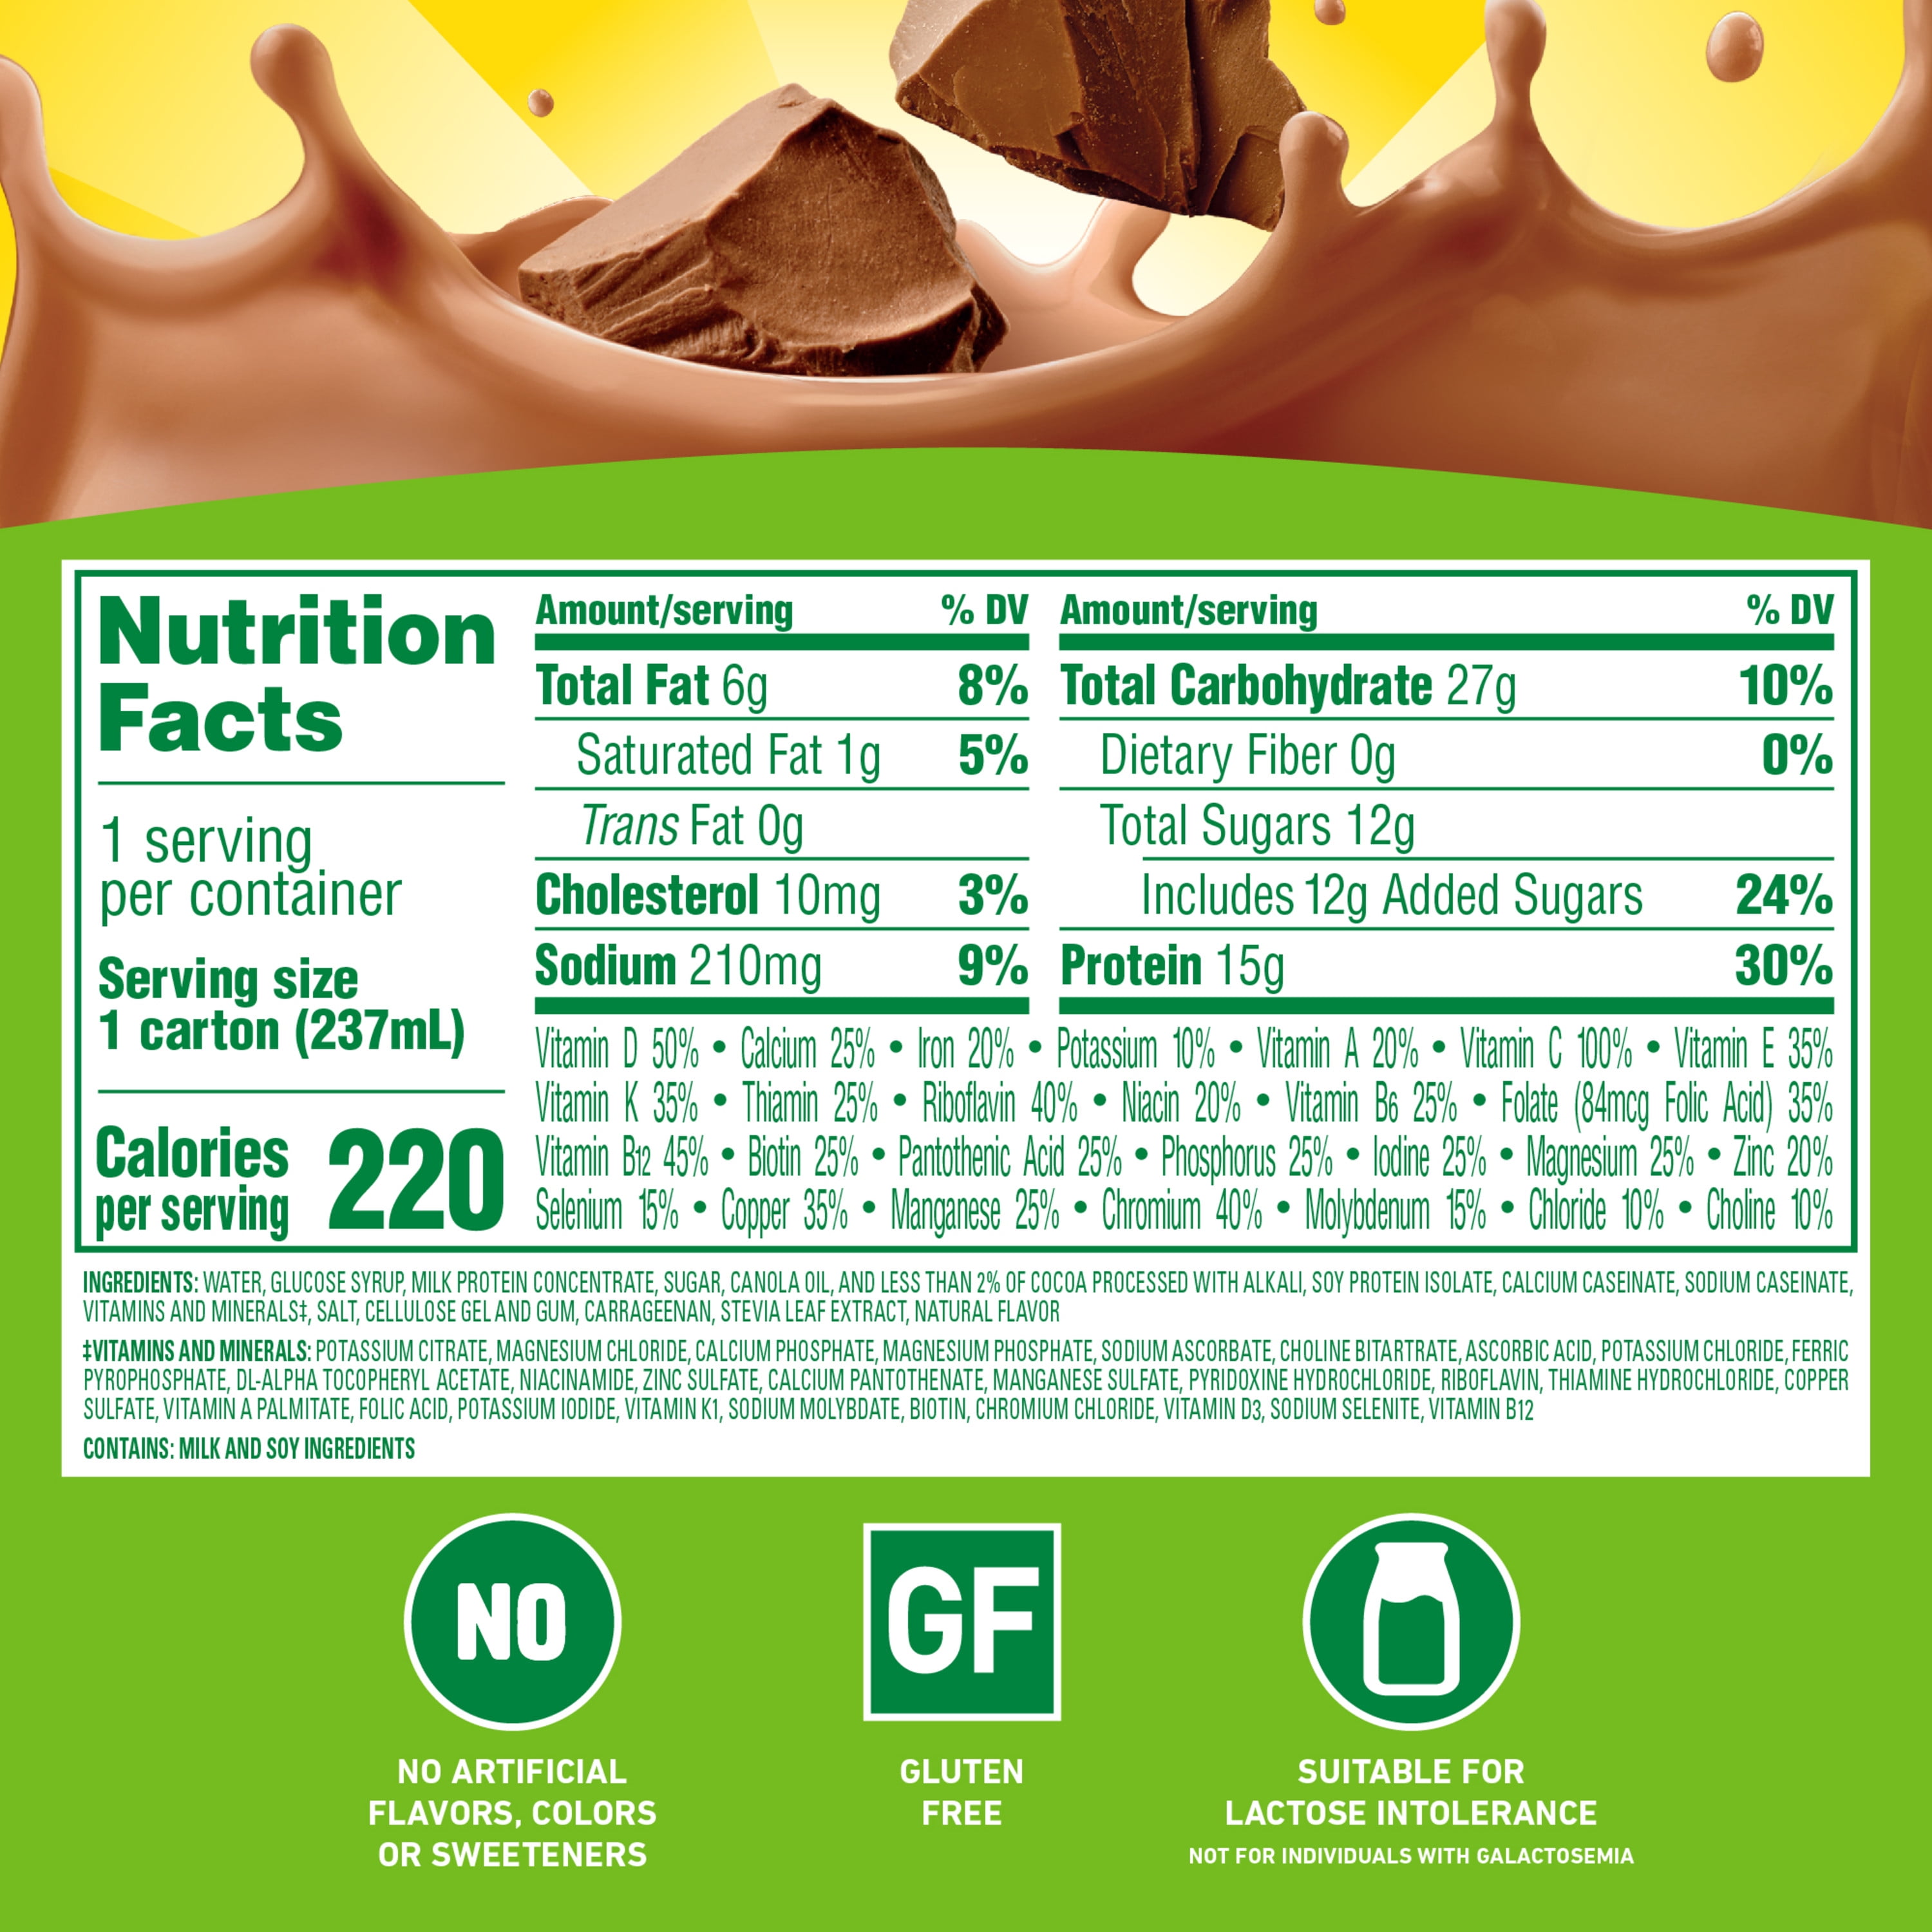 Nutrition
Facts
1 serving
per container
Serving size
1 carton (237mL)
Calories
per serving
220
Amount/serving % DV
Total Fat 6g 8%
Saturated Fat 1g 5%
Trans Fat 0g
Cholesterol 10mg 3%
Sodium 210mg 9%
Amount/serving % DV
Total Carbohydrate 27g 10%
Dietary Fiber 0g 0%
Total Sugars 12g
Includes 12g Added Sugars 24%
Protein 15g 30%
Vitamin D 50% • Calcium 25% • Iron 20% • Potassium 10% • Vitamin A 20% • Vitamin C 100% • Vitamin E 35%
Vitamin K 35% • Thiamin 25% • Riboflavin 40% • Niacin 20% • Vitamin B6 25% • Folate (84mcg Folic Acid) 35%
Vitamin B12 45% • Biotin 25% • Pantothenic Acid 25% • Phosphorus 25% • Iodine 25% • Magnesium 25% • Zinc 20%
Selenium 15% • Copper 35% • Manganese 25% • Chromium 40% • Molybdenum 15% • Chloride 10% • Choline 10%
INGREDIENTS: WATER, GLUCOSE SYRUP, MILK PROTEIN CONCENTRATE, SUGAR, CANOLA OIL, AND LESS THAN 2% OF COCOA PROCESSED WITH ALKALI, SOY PROTEIN ISOLATE, CALCIUM CASEINATE, SODIUM CASEINATE,
VITAMINS AND MINERALS‡, SALT, CELLULOSE GEL AND GUM, CARRAGEENAN, STEVIA LEAF EXTRACT, NATURAL FLAVOR
‡VITAMINS AND MINERALS: POTASSIUM CITRATE, MAGNESIUM CHLORIDE, CALCIUM PHOSPHATE, MAGNESIUM PHOSPHATE, SODIUM ASCORBATE, CHOLINE BITARTRATE, ASCORBIC ACID, POTASSIUM CHLORIDE, FERRIC
PYROPHOSPHATE, DL-ALPHA TOCOPHERYL ACETATE, NIACINAMIDE, ZINC SULFATE, CALCIUM PANTOTHENATE, MANGANESE SULFATE, PYRIDOXINE HYDROCHLORIDE, RIBOFLAVIN, THIAMINE HYDROCHLORIDE, COPPER
SULFATE, VITAMIN A PALMITATE, FOLIC ACID, POTASSIUM IODIDE, VITAMIN K1, SODIUM MOLYBDATE, BIOTIN, CHROMIUM CHLORIDE, VITAMIN D3, SODIUM SELENITE, VITAMIN B12
CONTAINS: MILK AND SOY INGREDIENTS
NO
NO ARTIFICIAL
FLAVORS, COLORS
OR SWEETENERS
GF
GLUTEN
FREE
SUITABLE FOR
LACTOSE INTOLERANCE
NOT FOR INDIVIDUALS WITH GALACTOSEMIA